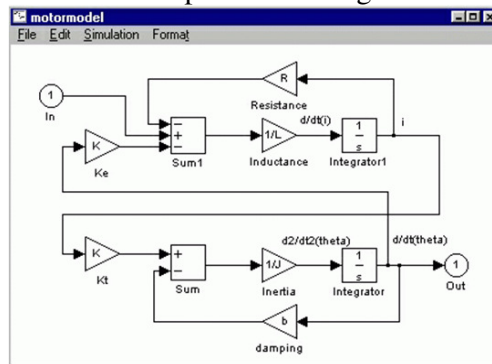 motormodel
File Edit Simulation Format
R
Resistance
1
In
K
Ke
Sum1
1/L
Inductance
d/dt(i)
1
s
Integrator1
i
K
Kt
Sum
1/J
Inertia
d2/dt2(theta)
1
s
Integrator
d/dt(theta)
1
Out
b
damping